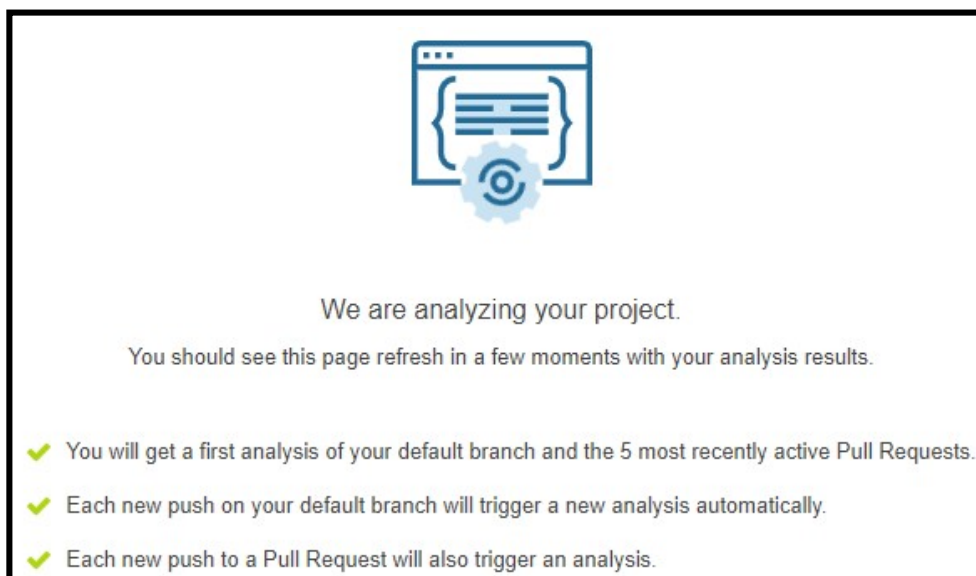 We are analyzing your project.
You should see this page refresh in a few moments with your analysis results.
You will get a first analysis of your default branch and the 5 most recently active Pull Requests.
Each new push on your default branch will trigger a new analysis automatically.
Each new push to a Pull Request will also trigger an analysis.